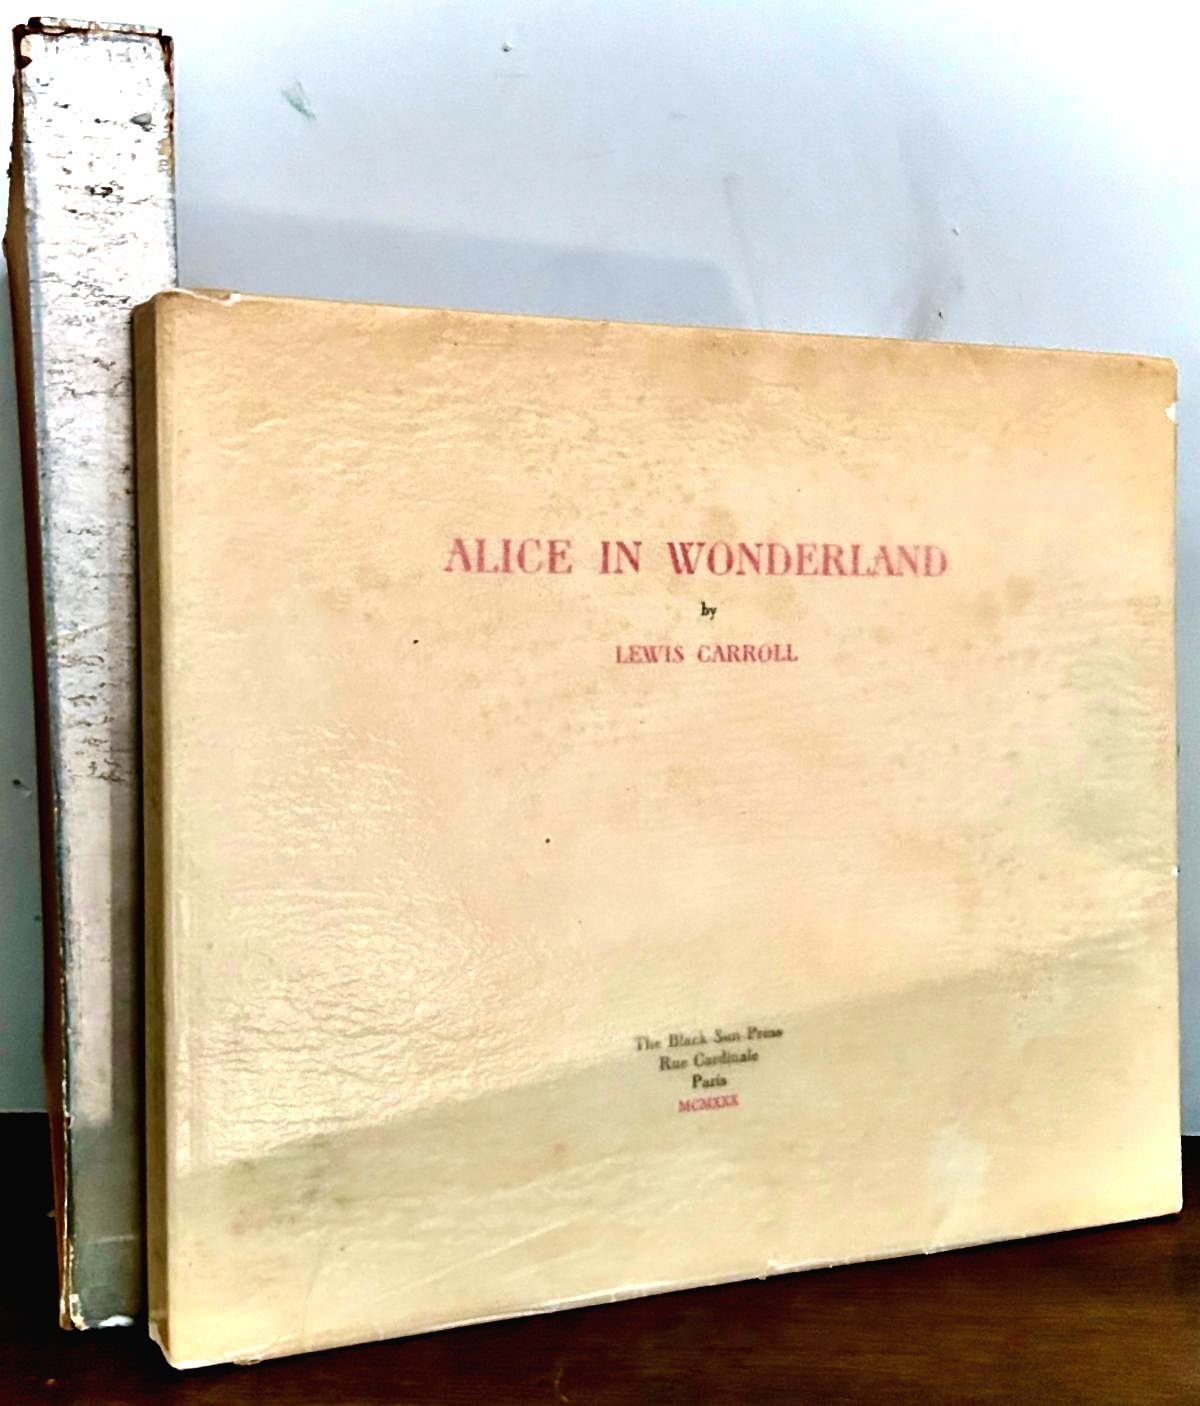 ALICE IN WONDERLAND
by
LEWIS CARROLL
The Black Sun Press
Rue Cardinale
Paris
MCMXXX